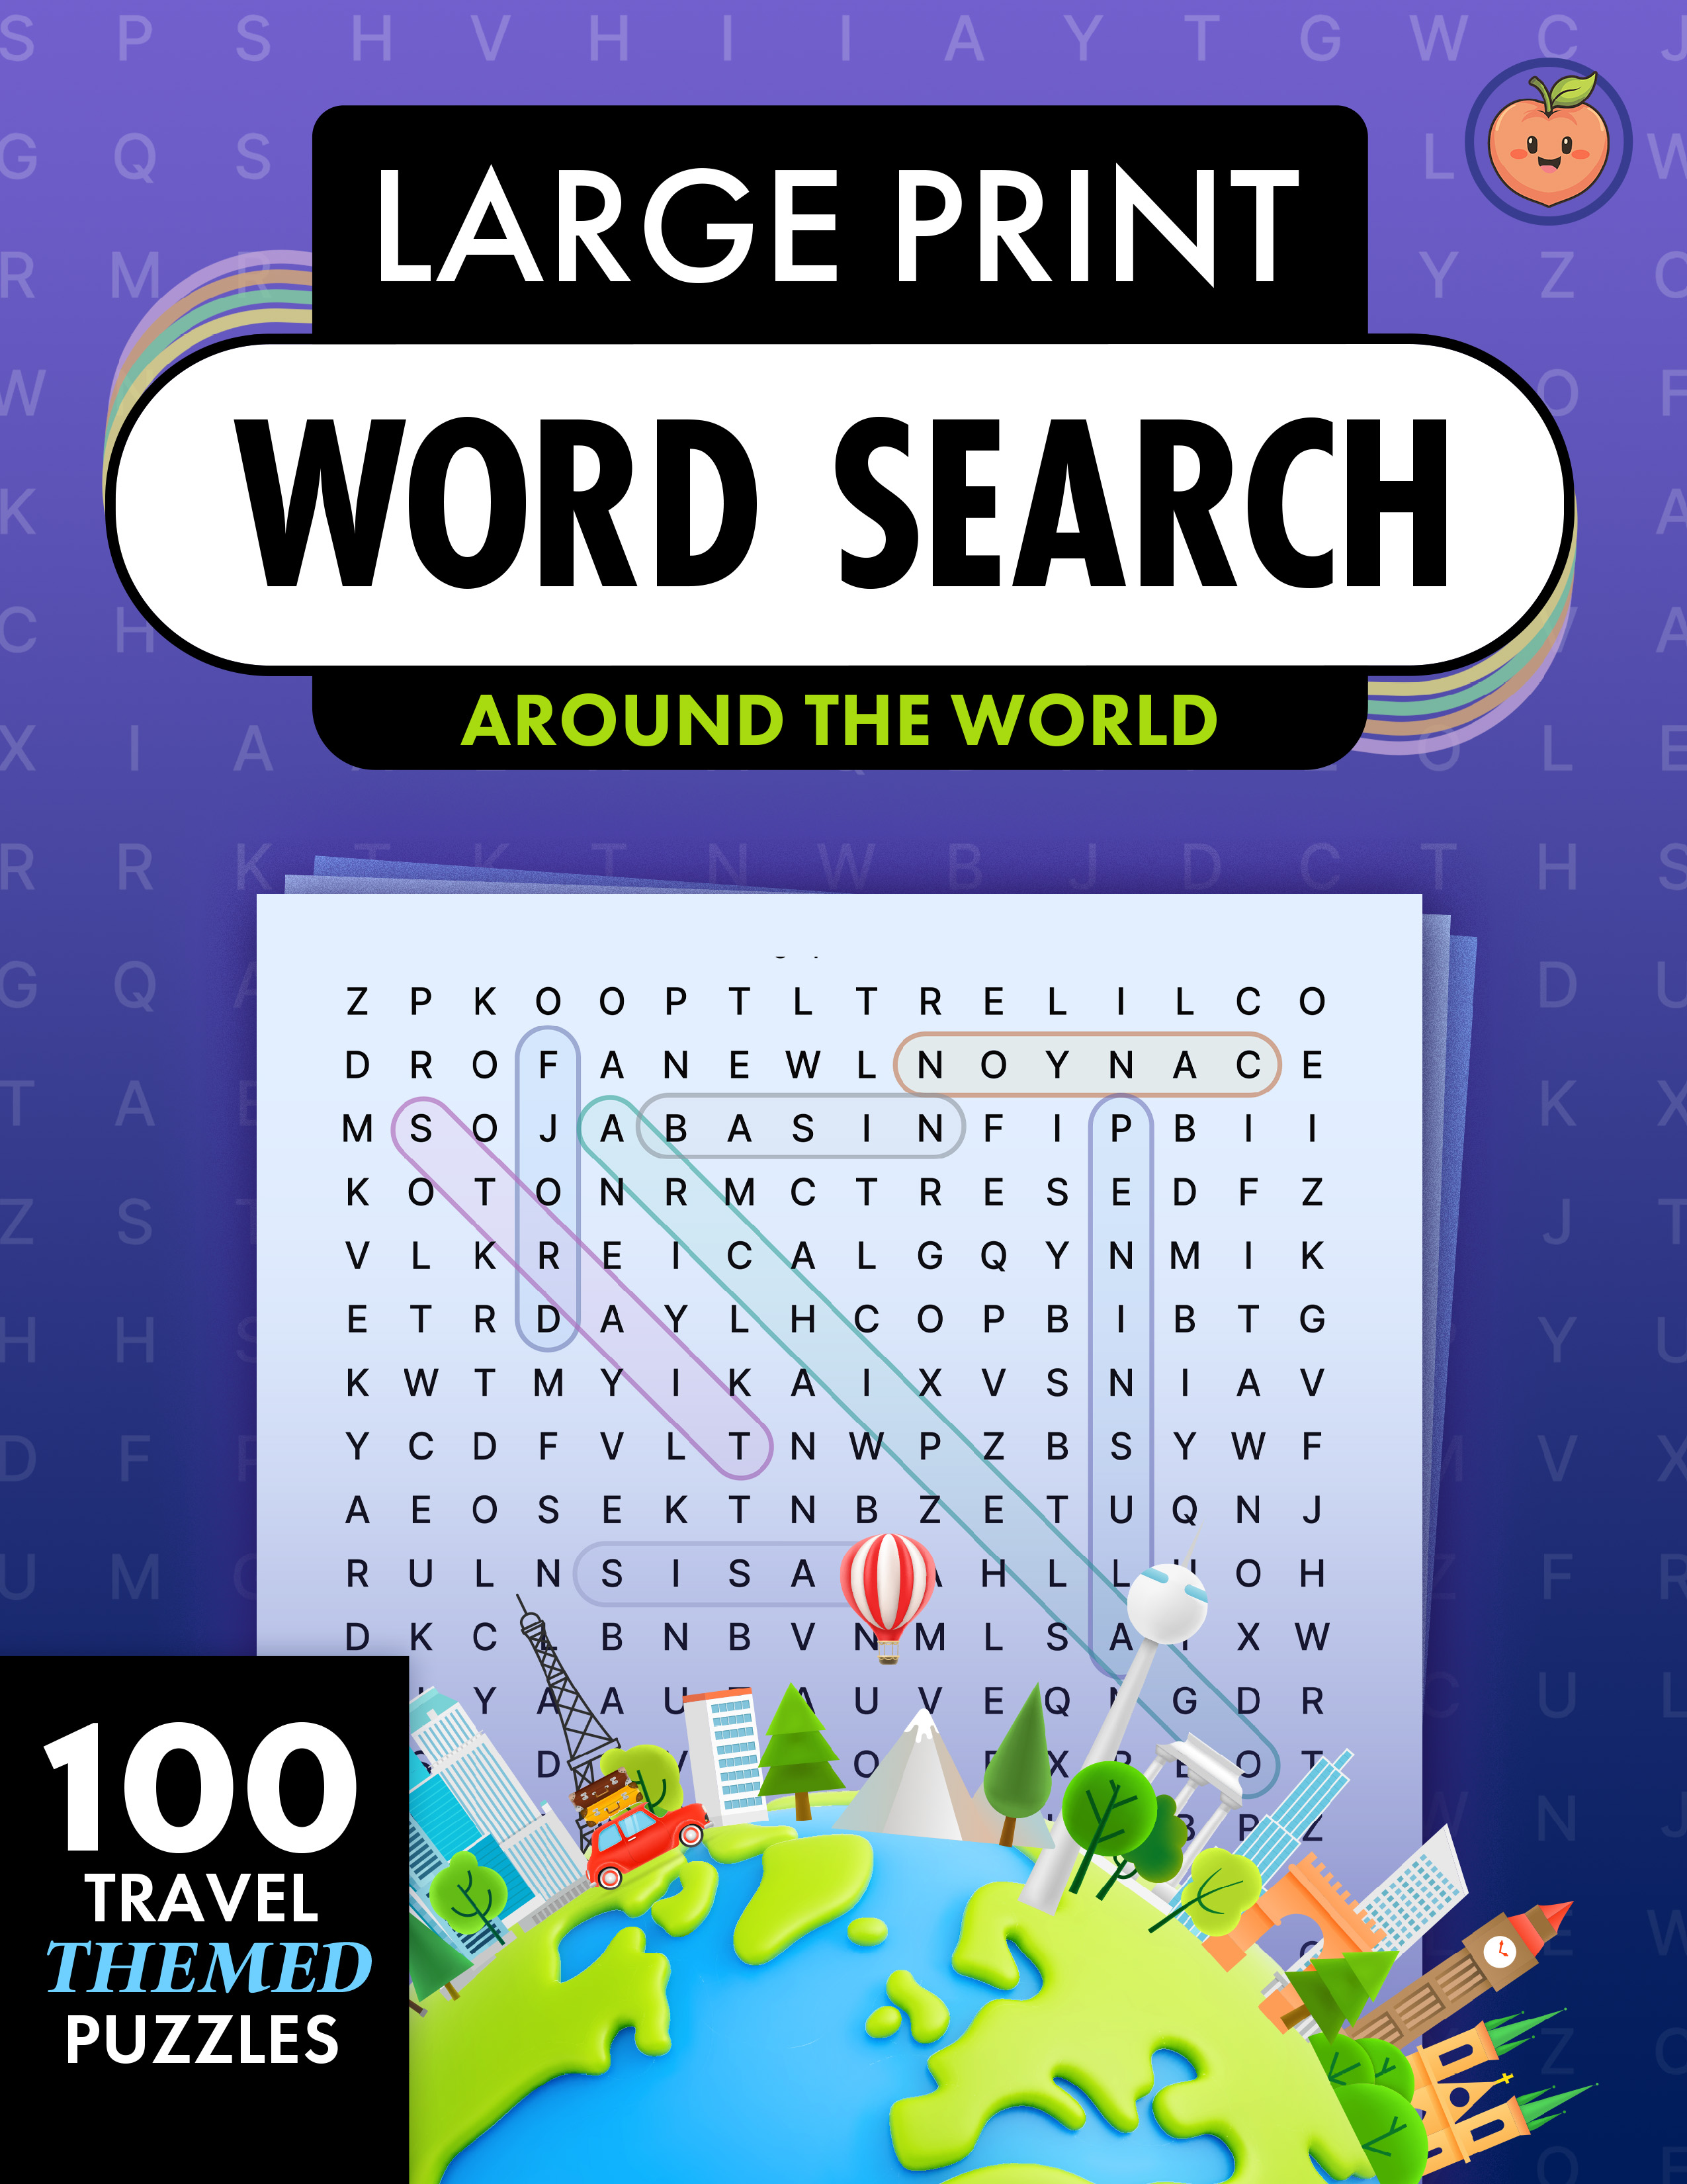 S P S H V H I I A Y T G W C J
G Q S L W
R M R Y Z C
W O F
K A
C H A
X I A O L E
R R K T K T N W B J D C T H S
G Q A D U
T A E K X
Z S T J T
H H S Y U
D F V X
U M F R
U L
N J
LARGE PRINT
WORD SEARCH
AROUND THE WORLD
Z P K O O P T L T R E L I L C O
D R O F A N E W L N O Y N A C E
M S O J A B A S I N F I P B I I
K O T O N R M C T R E S E D F Z
V L K R E I C A L G Q Y N M I K
E T R D A Y L H C O P B I B T G
K W T M Y I K A I X V S N I A V
Y C D F V L T N W P Z B S Y W F
A E O S E K T N B Z E T U Q N J
R U L N S I S A H L L O H
D K C L B N B V N M L S A X W
Y A A U U V E Q G D R
D O X E O T
Z
100
TRAVEL
THEMED
PUZZLES